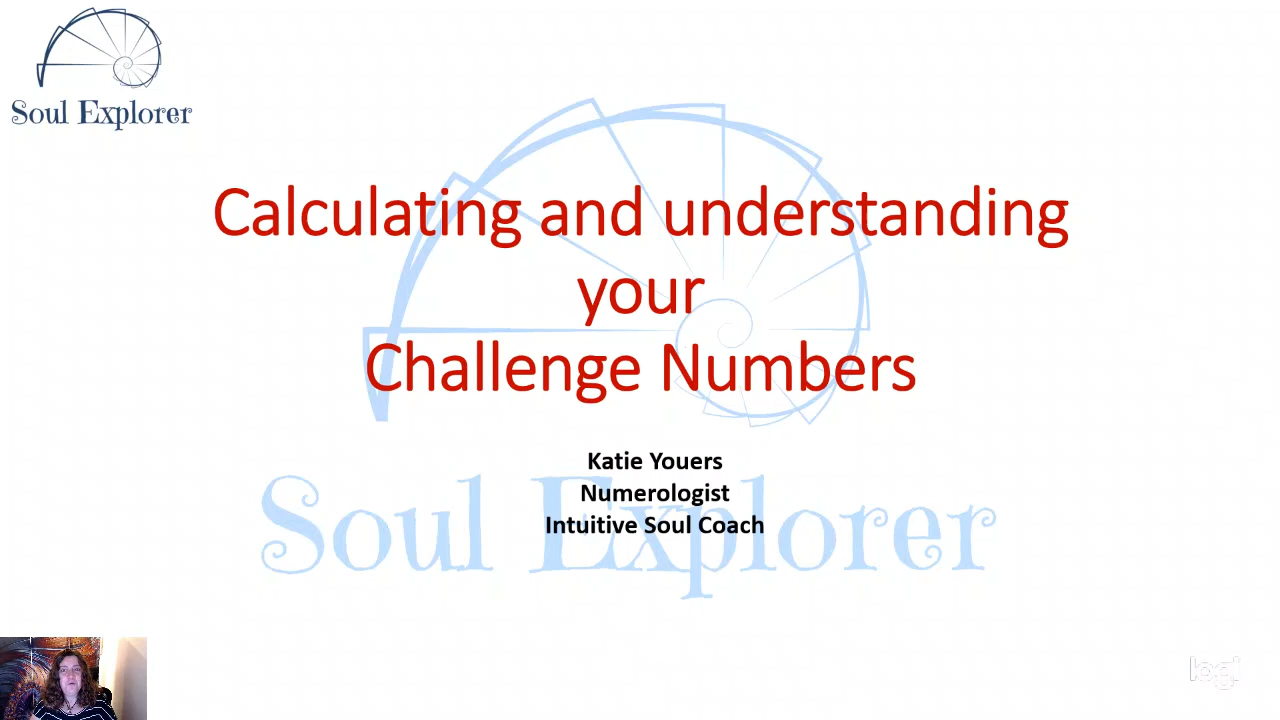 Soul Explorer
Calculating and understanding
your
Challenge Numbers
Katie Youers
Numerologist
Intuitive Soul Coach
Soul Explorer